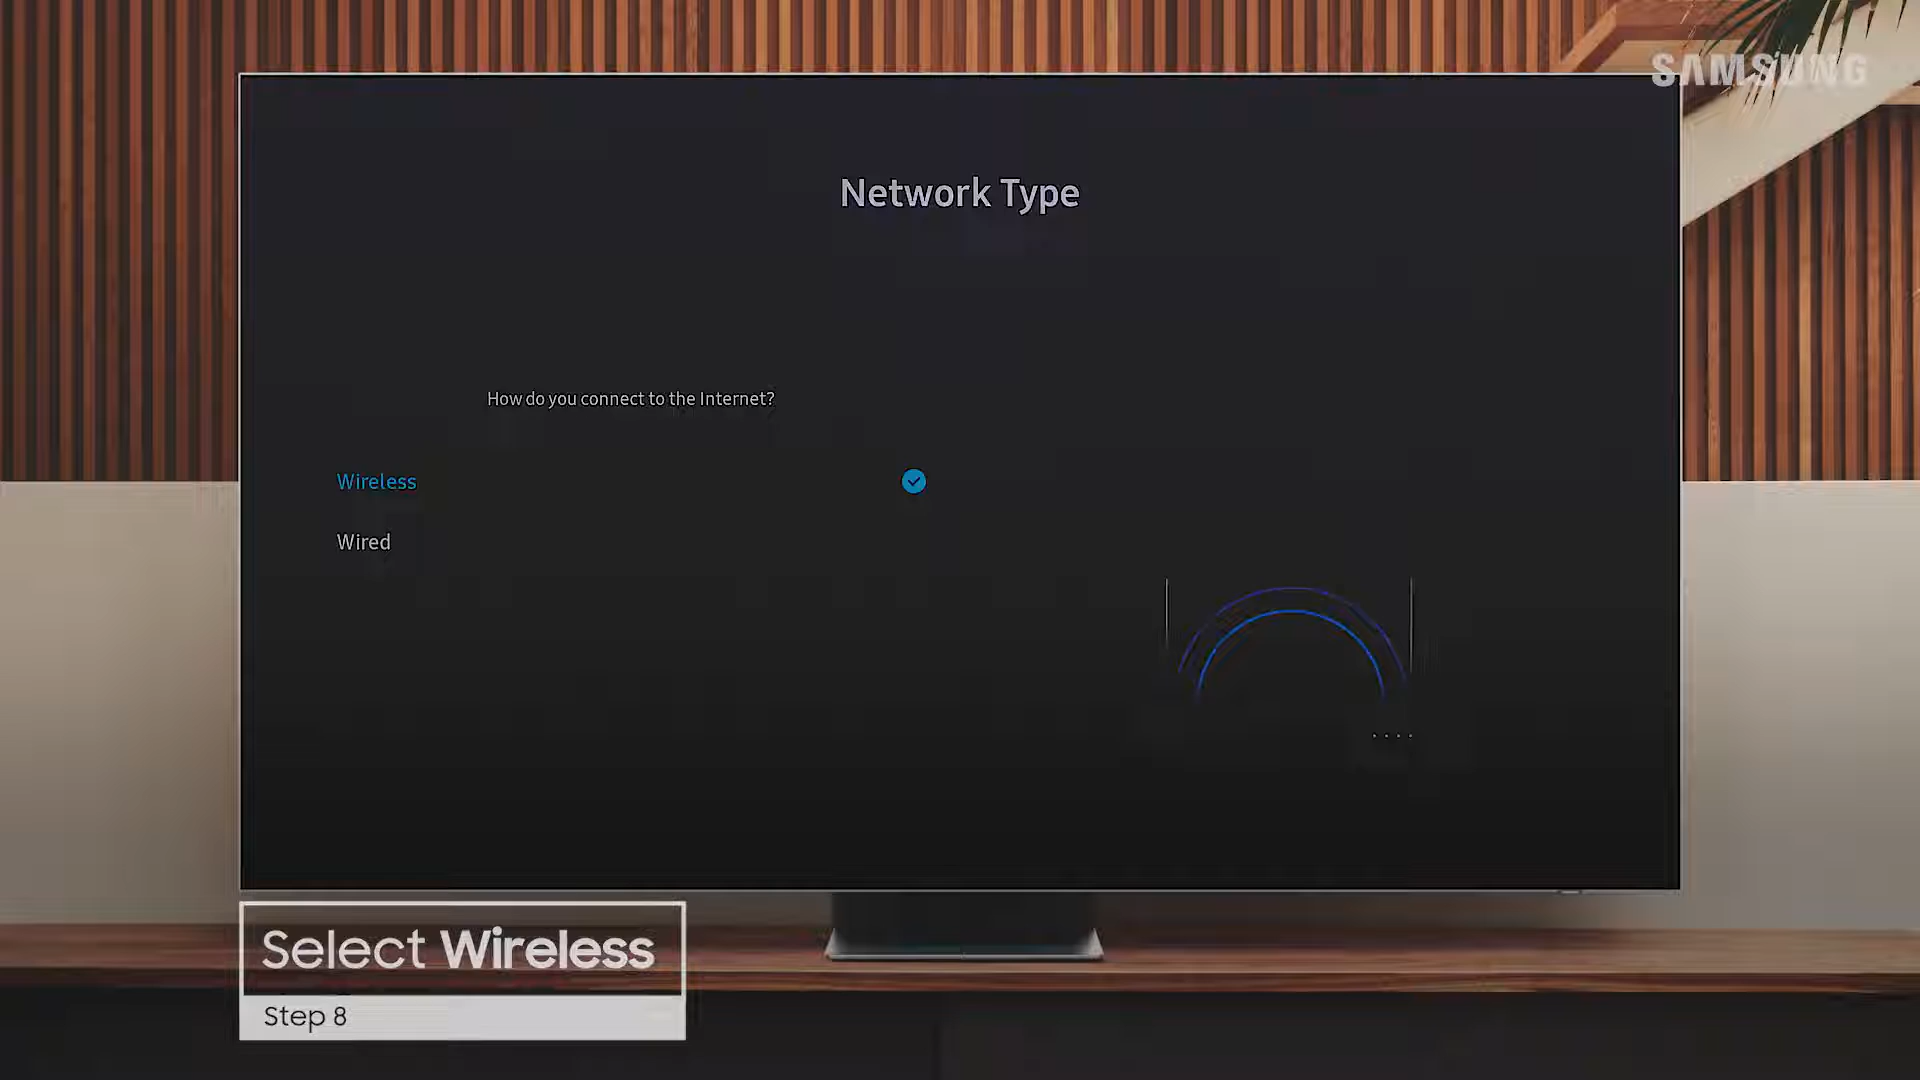 SAMSUNG
Network Type
How do you connect to the Internet?
Wireless
Wired
Select Wireless
Step 8